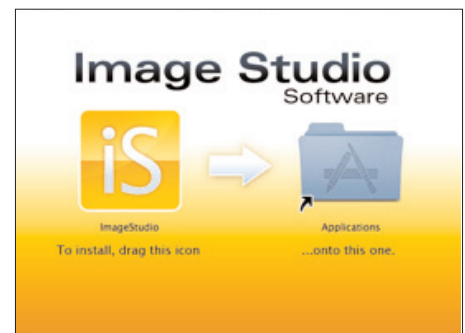 Image Studio
Software
iS
ImageStudio
Applications
To install, drag this icon
...onto this one.